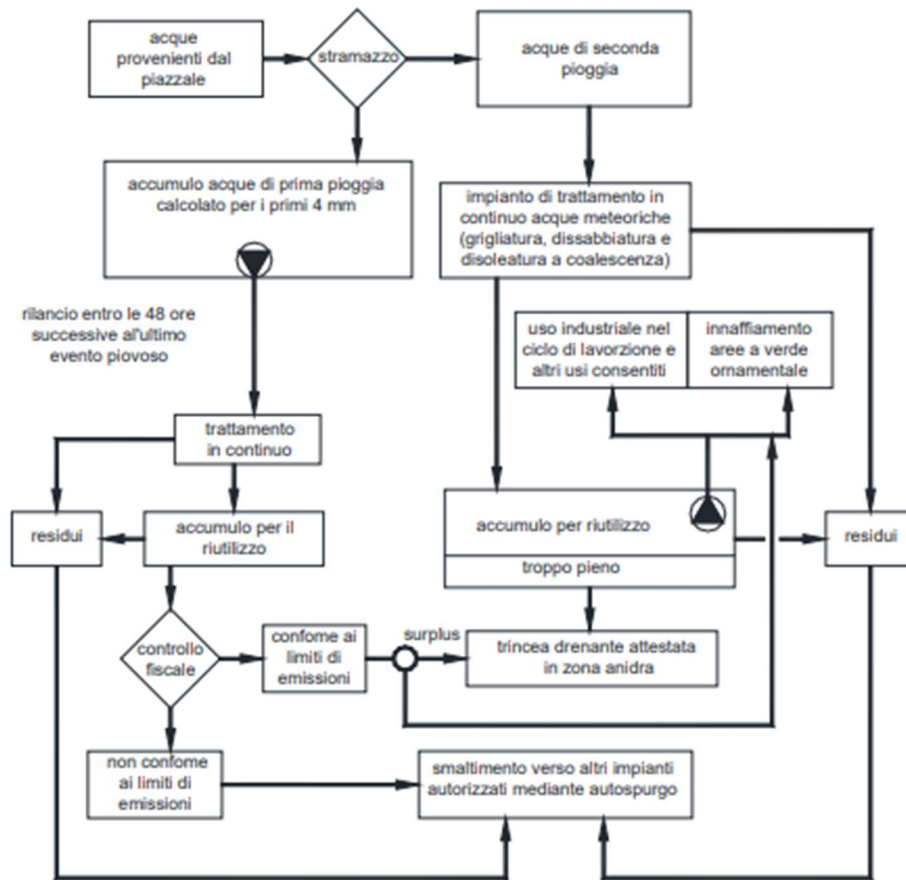 acque
provenienti dal
piazzale
stramazzo
acque di seconda
pioggia
accumulo acque di prima pioggia
calcolato per i primi 4 mm
impianto di trattamento in
continuo acque meteoriche
(grigliatura, dissabbiatura e
disoleatura a coalescenza)
rilancio entro le 48 ore
successive al'ultimo
evento piovoso
uso industriale nel
ciclo di lavorzione e
altri usi consentiti
innaffiamento
aree a verde
ornamentale
trattamento
in continuo
residui
accumulo per il
riutilizzo
accumulo per riutilizzo
troppo pieno
residui
controllo
fiscale
confome ai
limiti di
emissioni
surplus
trincea drenante attestata
in zona anidra
non confome
ai limiti di
emissioni
smaltimento verso altri impianti
autorizzati mediante autospurgo